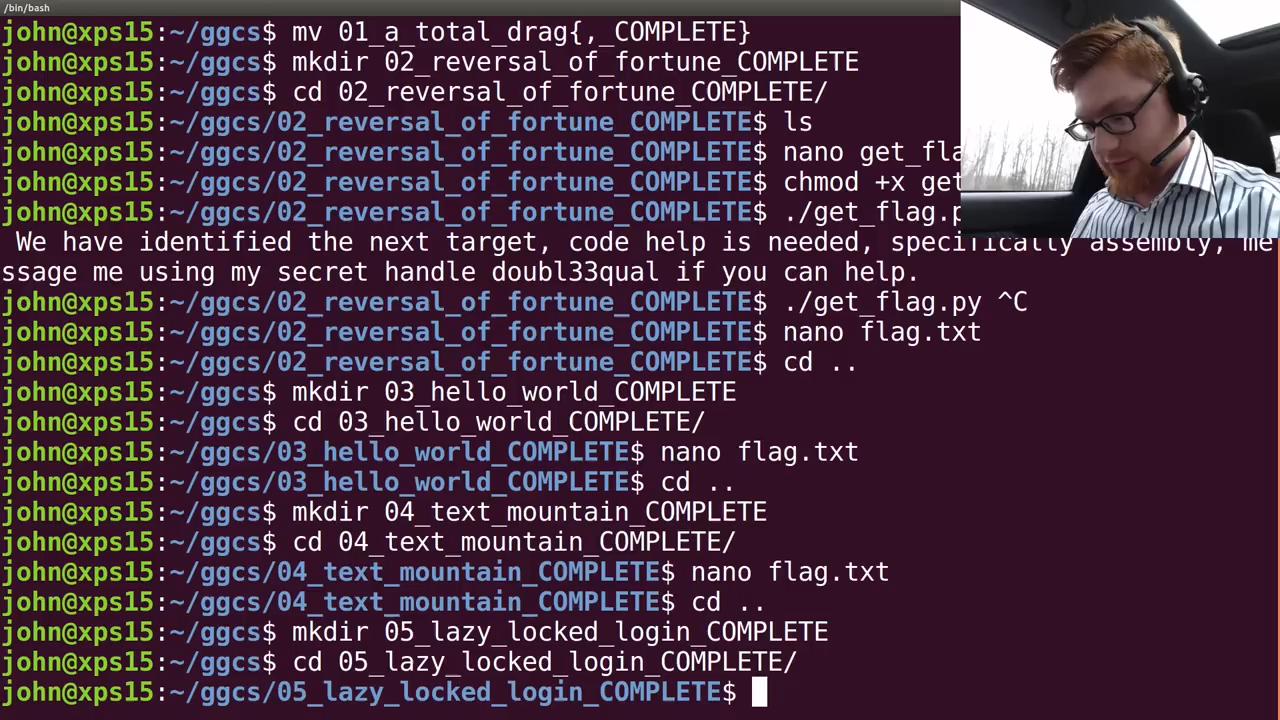 /bin/bash
john@xps15:~/ggcs$ mv 01_a_total_drag{,_COMPLETE}
john@xps15:~/ggcs$ mkdir 02_reversal_of_fortune_COMPLETE
john@xps15:~/ggcs$ cd 02_reversal_of_fortune_COMPLETE/
john@xps15:~/ggcs/02_reversal_of_fortune_COMPLETE$ ls
john@xps15:~/ggcs/02_reversal_of_fortune_COMPLETE$ nano get_fla
john@xps15:~/ggcs/02_reversal_of_fortune_COMPLETE$ chmod +x get
john@xps15:~/ggcs/02_reversal_of_fortune_COMPLETE$ ./get_flag.p
We have identified the next target, code help is needed, specifically assembly, me
ssage me using my secret handle doubl33qual if you can help.
john@xps15:~/ggcs/02_reversal_of_fortune_COMPLETE$ ./get_flag.py ^C
john@xps15:~/ggcs/02_reversal_of_fortune_COMPLETE$ nano flag.txt
john@xps15:~/ggcs/02_reversal_of_fortune_COMPLETE$ cd ..
john@xps15:~/ggcs$ mkdir 03_hello_world_COMPLETE
john@xps15:~/ggcs$ cd 03_hello_world_COMPLETE/
john@xps15:~/ggcs/03_hello_world_COMPLETE$ nano flag.txt
john@xps15:~/ggcs/03_hello_world_COMPLETE$ cd ..
john@xps15:~/ggcs$ mkdir 04_text_mountain_COMPLETE
john@xps15:~/ggcs$ cd 04_text_mountain_COMPLETE/
john@xps15:~/ggcs/04_text_mountain_COMPLETE$ nano flag.txt
john@xps15:~/ggcs/04_text_mountain_COMPLETE$ cd ..
john@xps15:~/ggcs$ mkdir 05_lazy_locked_login_COMPLETE
john@xps15:~/ggcs$ cd 05_lazy_locked_login_COMPLETE/
john@xps15:~/ggcs/05_lazy_locked_login_COMPLETE$